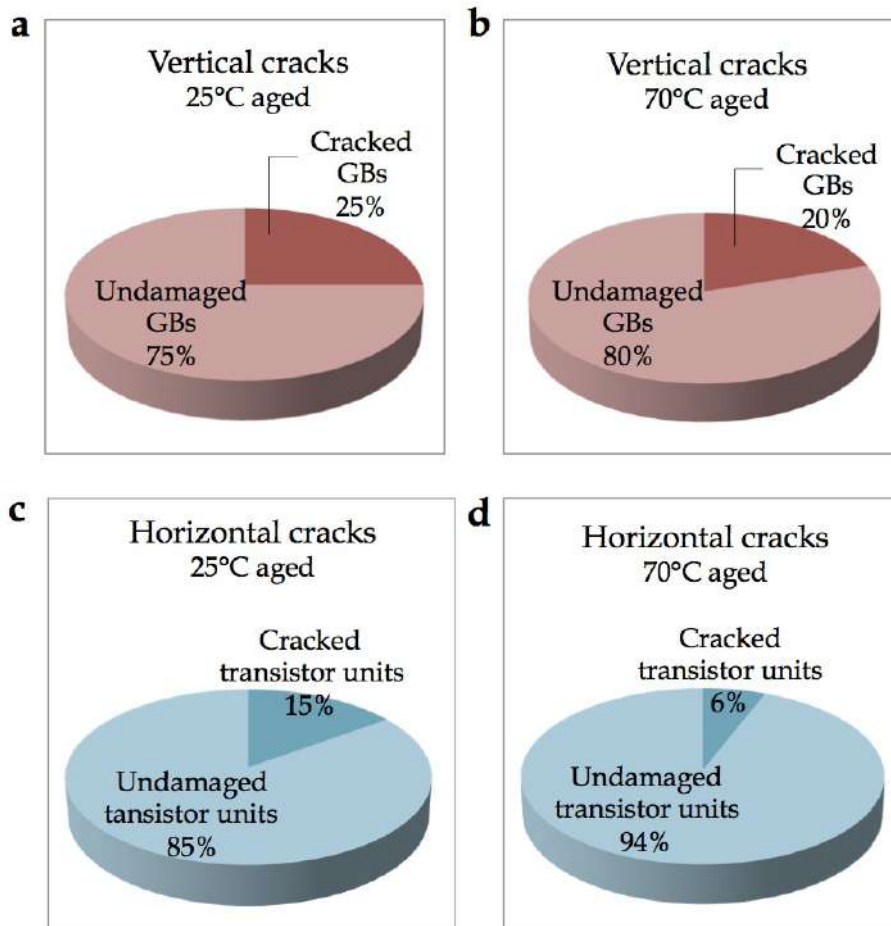 a
Vertical cracks
25°C aged
Cracked
GBs
25%
Undamaged
GBs
75%
b
Vertical cracks
70°C aged
Cracked
GBs
20%
Undamaged
GBs
80%
c
Horizontal cracks
25°C aged
Cracked
transistor units
15%
Undamaged
tansistor units
85%
d
Horizontal cracks
70°C aged
Cracked
transistor units
6%
Undamaged
transistor units
94%